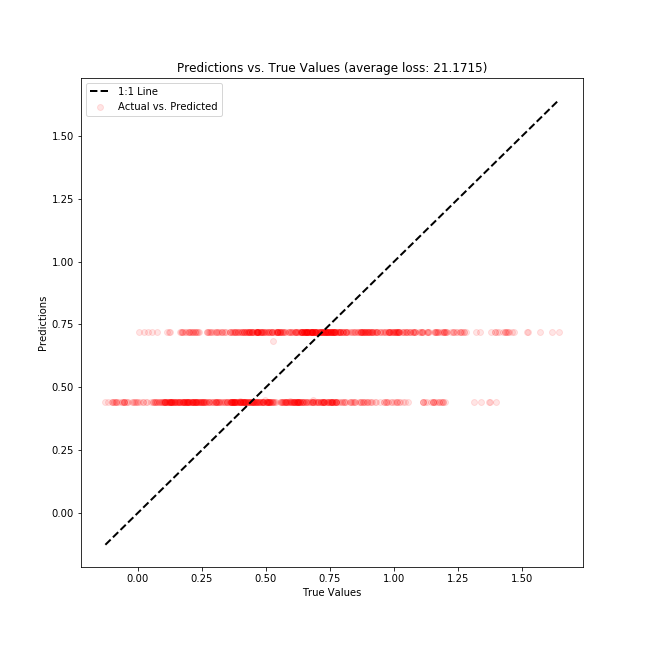 Predictions vs. True Values (average loss: 21.1715)
1:1 Line
Actual vs. Predicted
1.50
1.25
1.00
0.75
0.50
0.25
0.00
Predictions
0.00 0.25 0.50 0.75 1.00 1.25 1.50
True Values